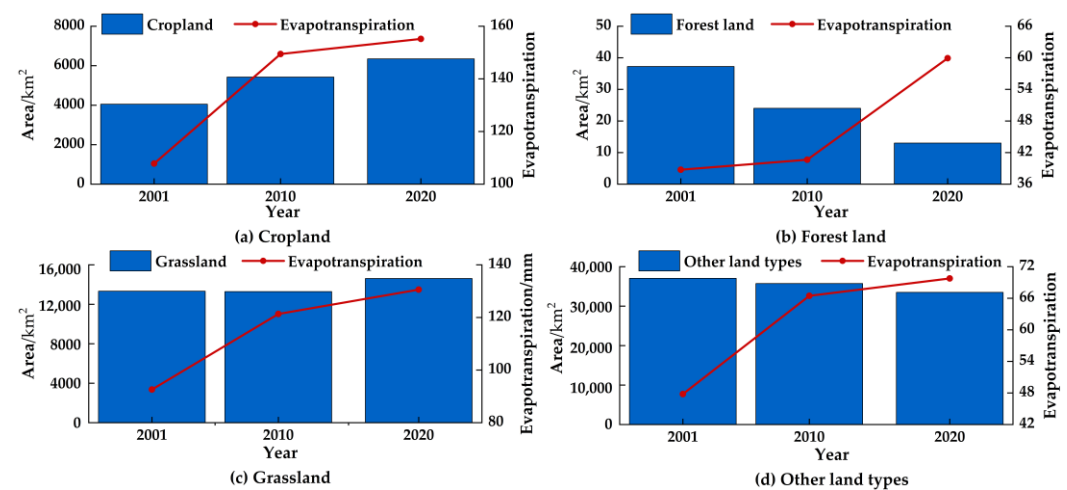 Cropland Evapotranspiration
8000
6000
4000
2000
0
Area/km²
160
140
120
100
Evapotranspiration
2001 2010 2020
Year
(a) Cropland
Forest land Evapotranspiration
50
40
30
20
10
0
Area/km²
66
60
54
48
42
36
Evapotranspiration
2001 2010 2020
Year
(b) Forest land
Grassland Evapotranspiration
16,000
12,000
8000
4000
0
Area/km²
140
120
100
80
Evapotranspiration/mm
2001 2010 2020
Year
(c) Grassland
Other land types Evapotranspiration
40,000
30,000
20,000
10,000
0
Area/km²
72
66
60
54
48
42
Evapotranspiration
2001 2010 2020
Year
(d) Other land types